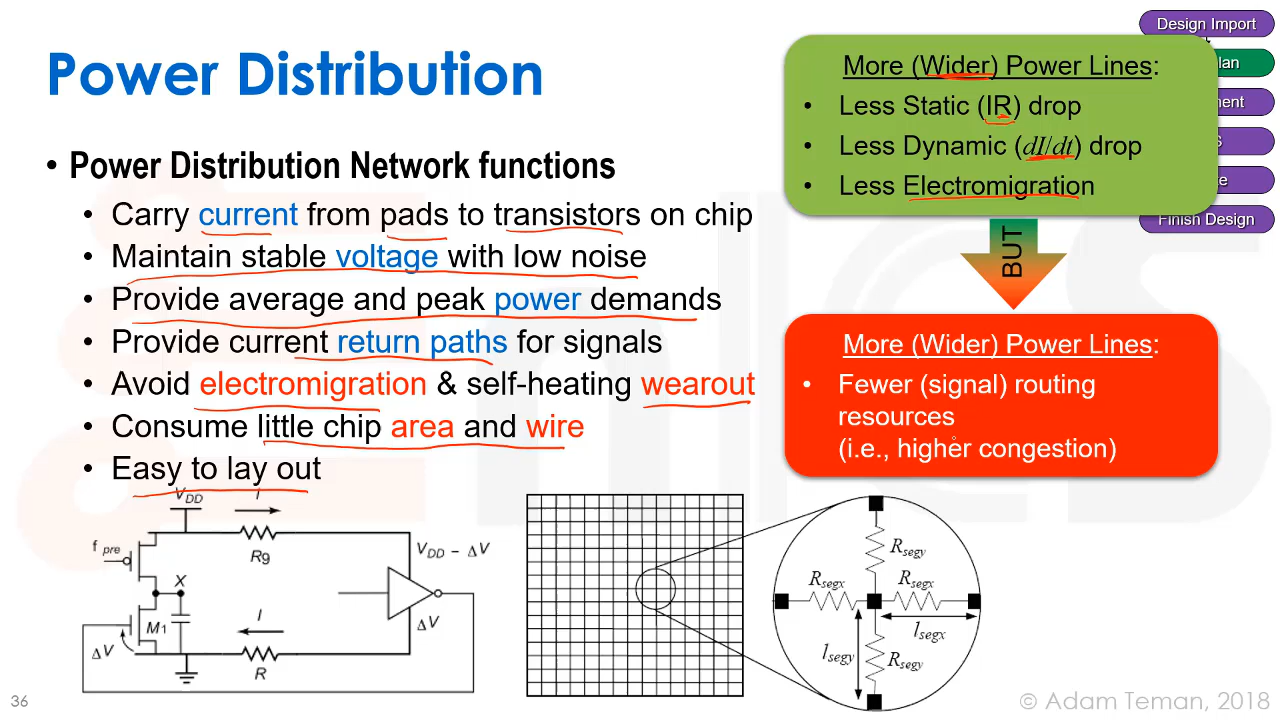 Power Distribution
• Power Distribution Network functions
• Carry current from pads to transistors on chip
• Maintain stable voltage with low noise
• Provide average and peak power demands
• Provide current return paths for signals
• Avoid electromigration & self-heating wearout
• Consume little chip area and wire
• Easy to lay out
Design Import
lan
ment
S
e
Finish Design
More (Wider) Power Lines:
• Less Static (IR) drop
• Less Dynamic (dI/dt) drop
• Less Electromigration
BUT
More (Wider) Power Lines:
• Fewer (signal) routing
resources
(i.e., higher congestion)
VDD
I
f pre
R9
VDD – ΔV
X
M1
ΔV
ΔV
I
R
Rsegy
Rsegx
Rsegx
lsegx
lsegy
Rsegy
36
© Adam Teman, 2018